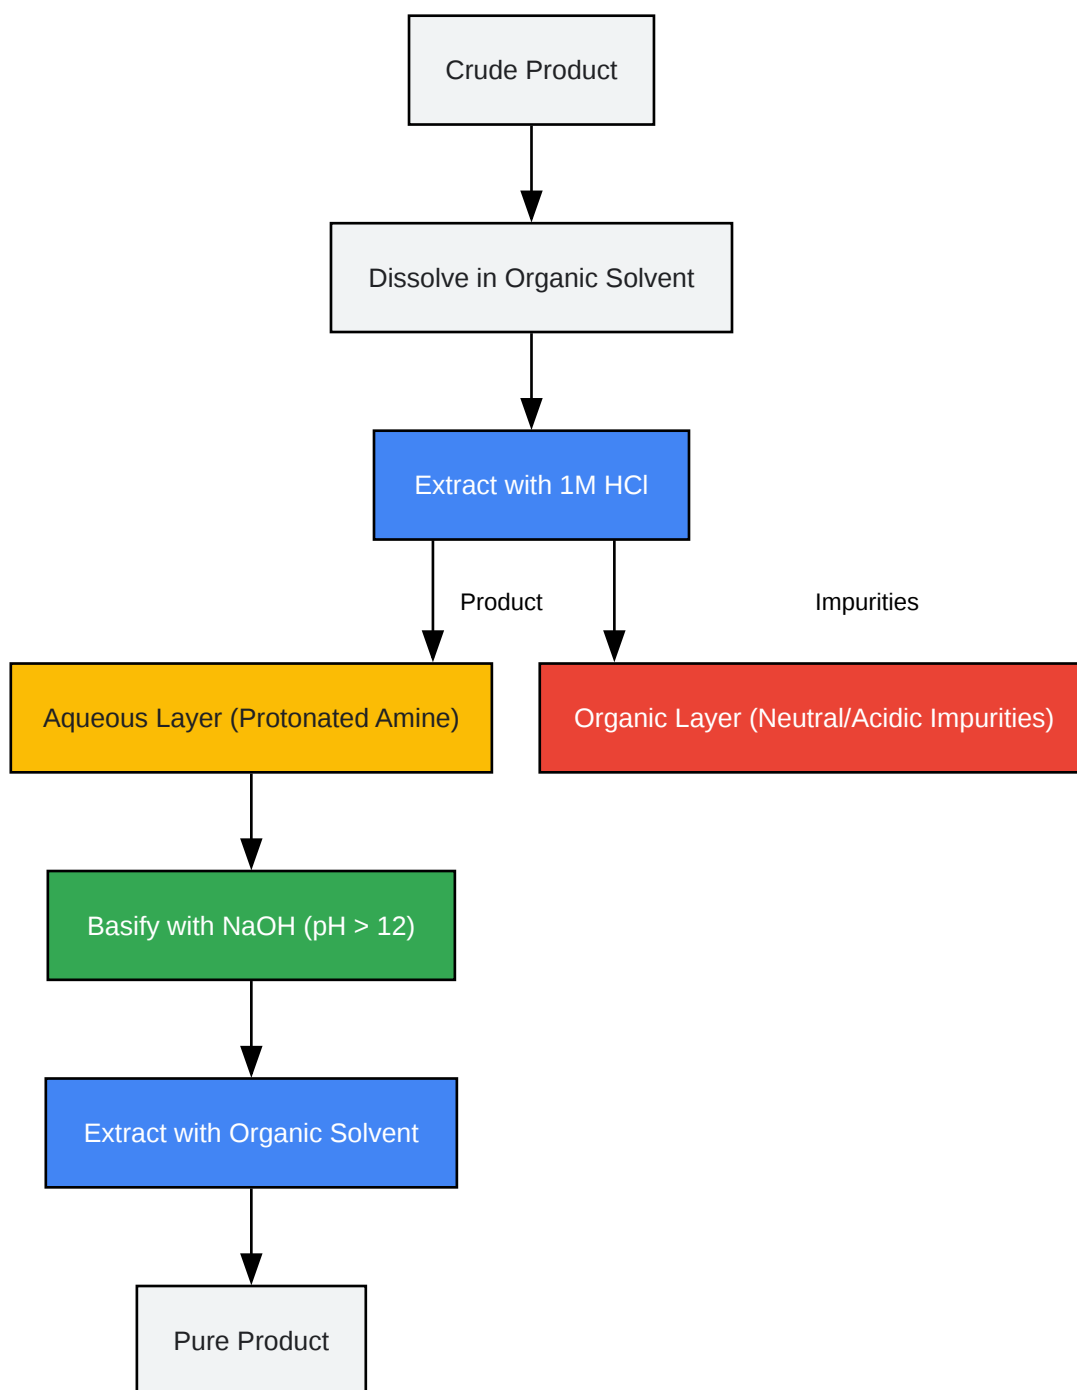 Crude Product
Dissolve in Organic Solvent
Extract with 1M HCl
Product
Impurities
Aqueous Layer (Protonated Amine)
Organic Layer (Neutral/Acidic Impurities)
Basify with NaOH (pH > 12)
Extract with Organic Solvent
Pure Product